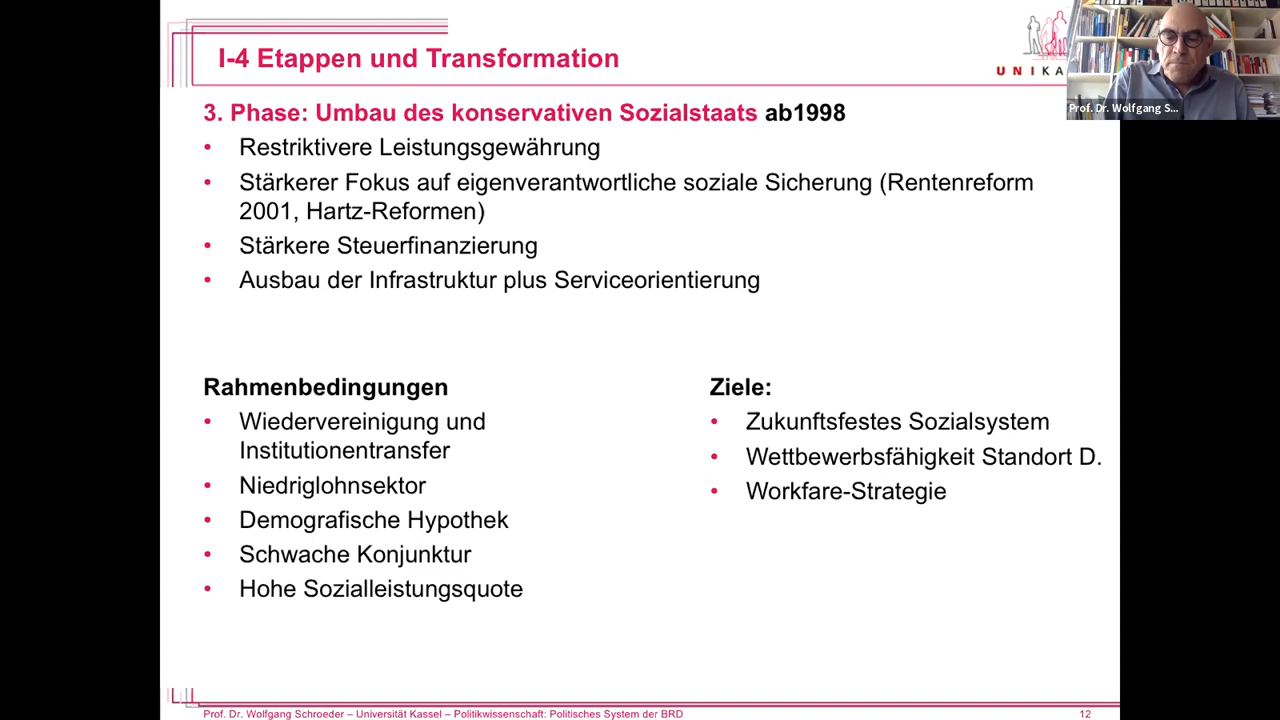 I-4 Etappen und Transformation
UNIKA
Prof. Dr. Wolfgang S...
3. Phase: Umbau des konservativen Sozialstaats ab1998
• Restriktivere Leistungsgewährung
• Stärkerer Fokus auf eigenverantwortliche soziale Sicherung (Rentenreform
2001, Hartz-Reformen)
• Stärkere Steuerfinanzierung
• Ausbau der Infrastruktur plus Serviceorientierung
Rahmenbedingungen
• Wiedervereinigung und
Institutionentransfer
• Niedriglohnsektor
• Demografische Hypothek
• Schwache Konjunktur
• Hohe Sozialleistungsquote
Ziele:
• Zukunftsfestes Sozialsystem
• Wettbewerbsfähigkeit Standort D.
• Workfare-Strategie
Prof. Dr. Wolfgang Schroeder – Universität Kassel – Politikwissenschaft: Politisches System der BRD
12